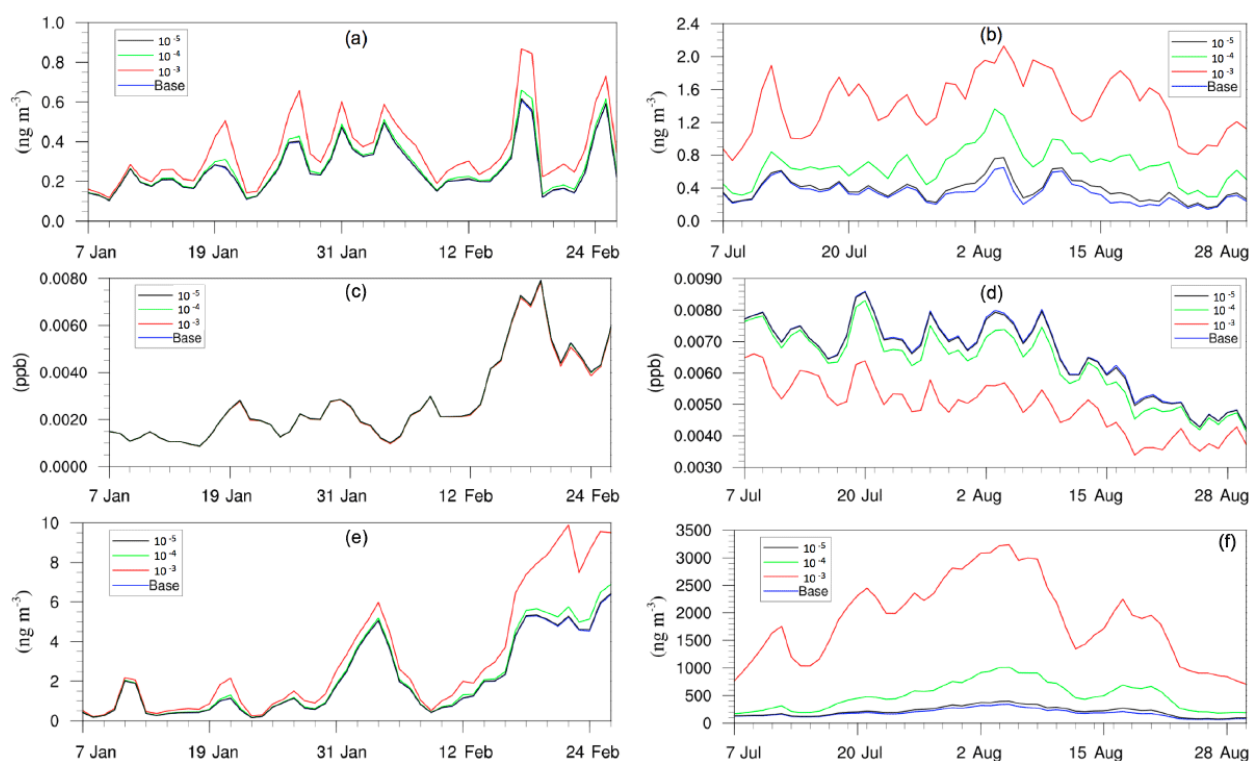 (a)
1.0
0.8
0.6
0.4
0.2
0.0
(ng m⁻³)
10⁻⁵
10⁻⁴
10⁻³
Base
7 Jan 19 Jan 31 Jan 12 Feb 24 Feb
(b)
2.4
2.0
1.6
1.2
0.8
0.4
0.0
(ng m⁻³)
10⁻⁵
10⁻⁴
10⁻³
Base
7 Jul 20 Jul 2 Aug 15 Aug 28 Aug
(c)
0.0080
0.0060
0.0040
0.0020
0.0000
(ppb)
10⁻⁵
10⁻⁴
10⁻³
Base
7 Jan 19 Jan 31 Jan 12 Feb 24 Feb
(d)
0.0090
0.0080
0.0070
0.0060
0.0050
0.0040
0.0030
(ppb)
10⁻⁵
10⁻⁴
10⁻³
Base
7 Jul 20 Jul 2 Aug 15 Aug 28 Aug
(e)
10
8
6
4
2
0
(ng m⁻³)
10⁻⁵
10⁻⁴
10⁻³
Base
7 Jan 19 Jan 31 Jan 12 Feb 24 Feb
(f)
3500
3000
2500
2000
1500
1000
500
0
(ng m⁻³)
10⁻⁵
10⁻⁴
10⁻³
Base
7 Jul 20 Jul 2 Aug 15 Aug 28 Aug